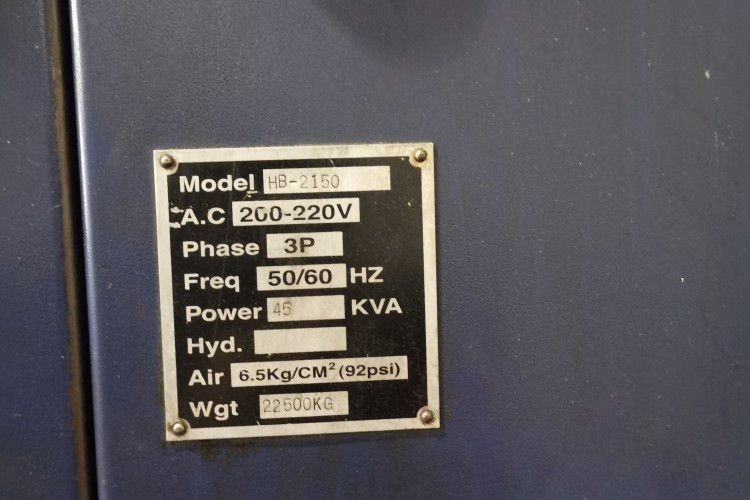 Model HB-2150
A.C 200-220V
Phase 3P
Freq 50/60 HZ
Power 45 KVA
Hyd.
Air 6.5Kg/CM² (92psi)
Wgt 22500KG